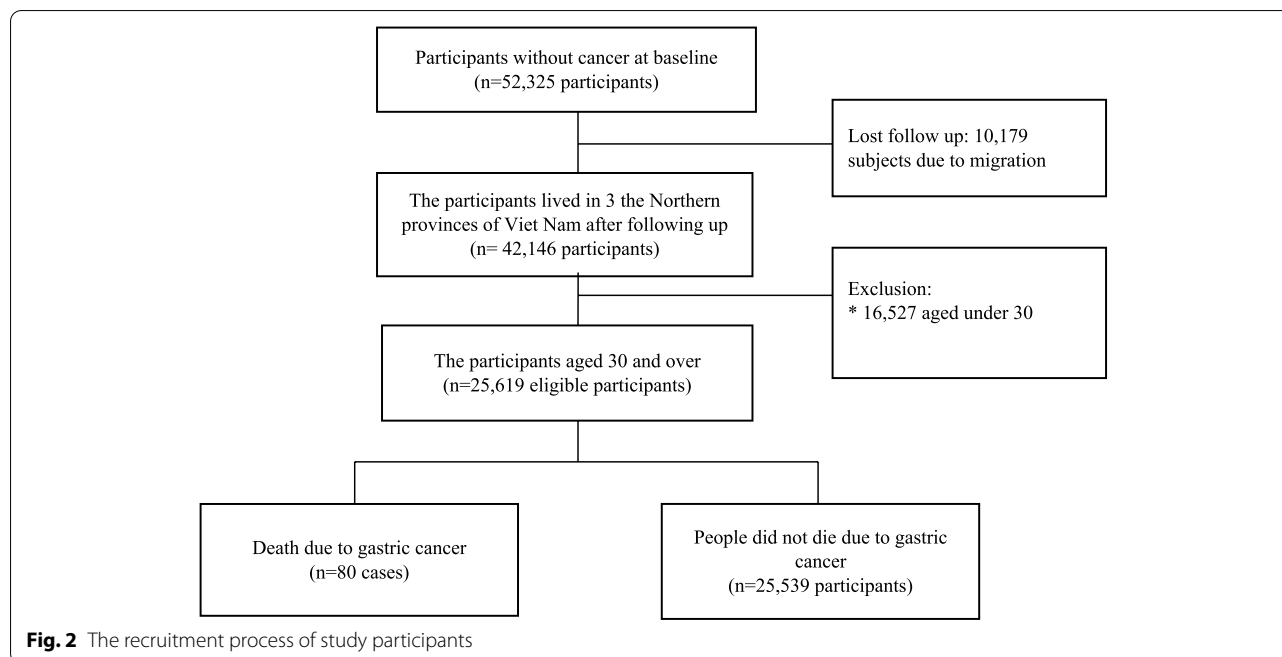 Participants without cancer at baseline
(n=52,325 participants)
Lost follow up: 10,179
subjects due to migration
The participants lived in 3 the Northern
provinces of Viet Nam after following up
(n= 42,146 participants)
Exclusion:
* 16,527 aged under 30
The participants aged 30 and over
(n=25,619 eligible participants)
Death due to gastric cancer
(n=80 cases)
People did not die due to gastric
cancer
(n=25,539 participants)
Fig. 2 The recruitment process of study participants